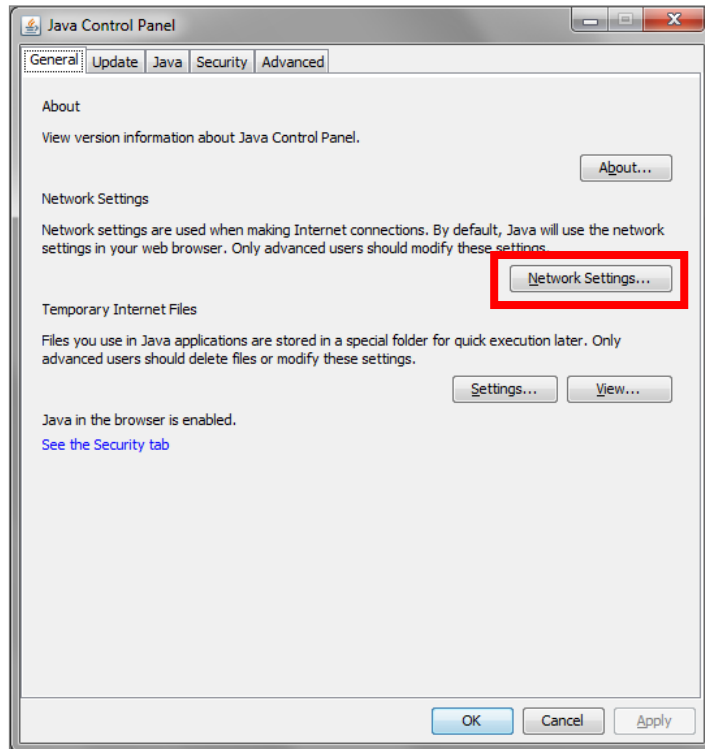 Java Control Panel
General Update Java Security Advanced
About
View version information about Java Control Panel.
About...
Network Settings
Network settings are used when making Internet connections. By default, Java will use the network
settings in your web browser. Only advanced users should modify these settings.
Network Settings...
Temporary Internet Files
Files you use in Java applications are stored in a special folder for quick execution later. Only
advanced users should delete files or modify these settings.
Settings... View...
Java in the browser is enabled.
See the Security tab
OK Cancel Apply